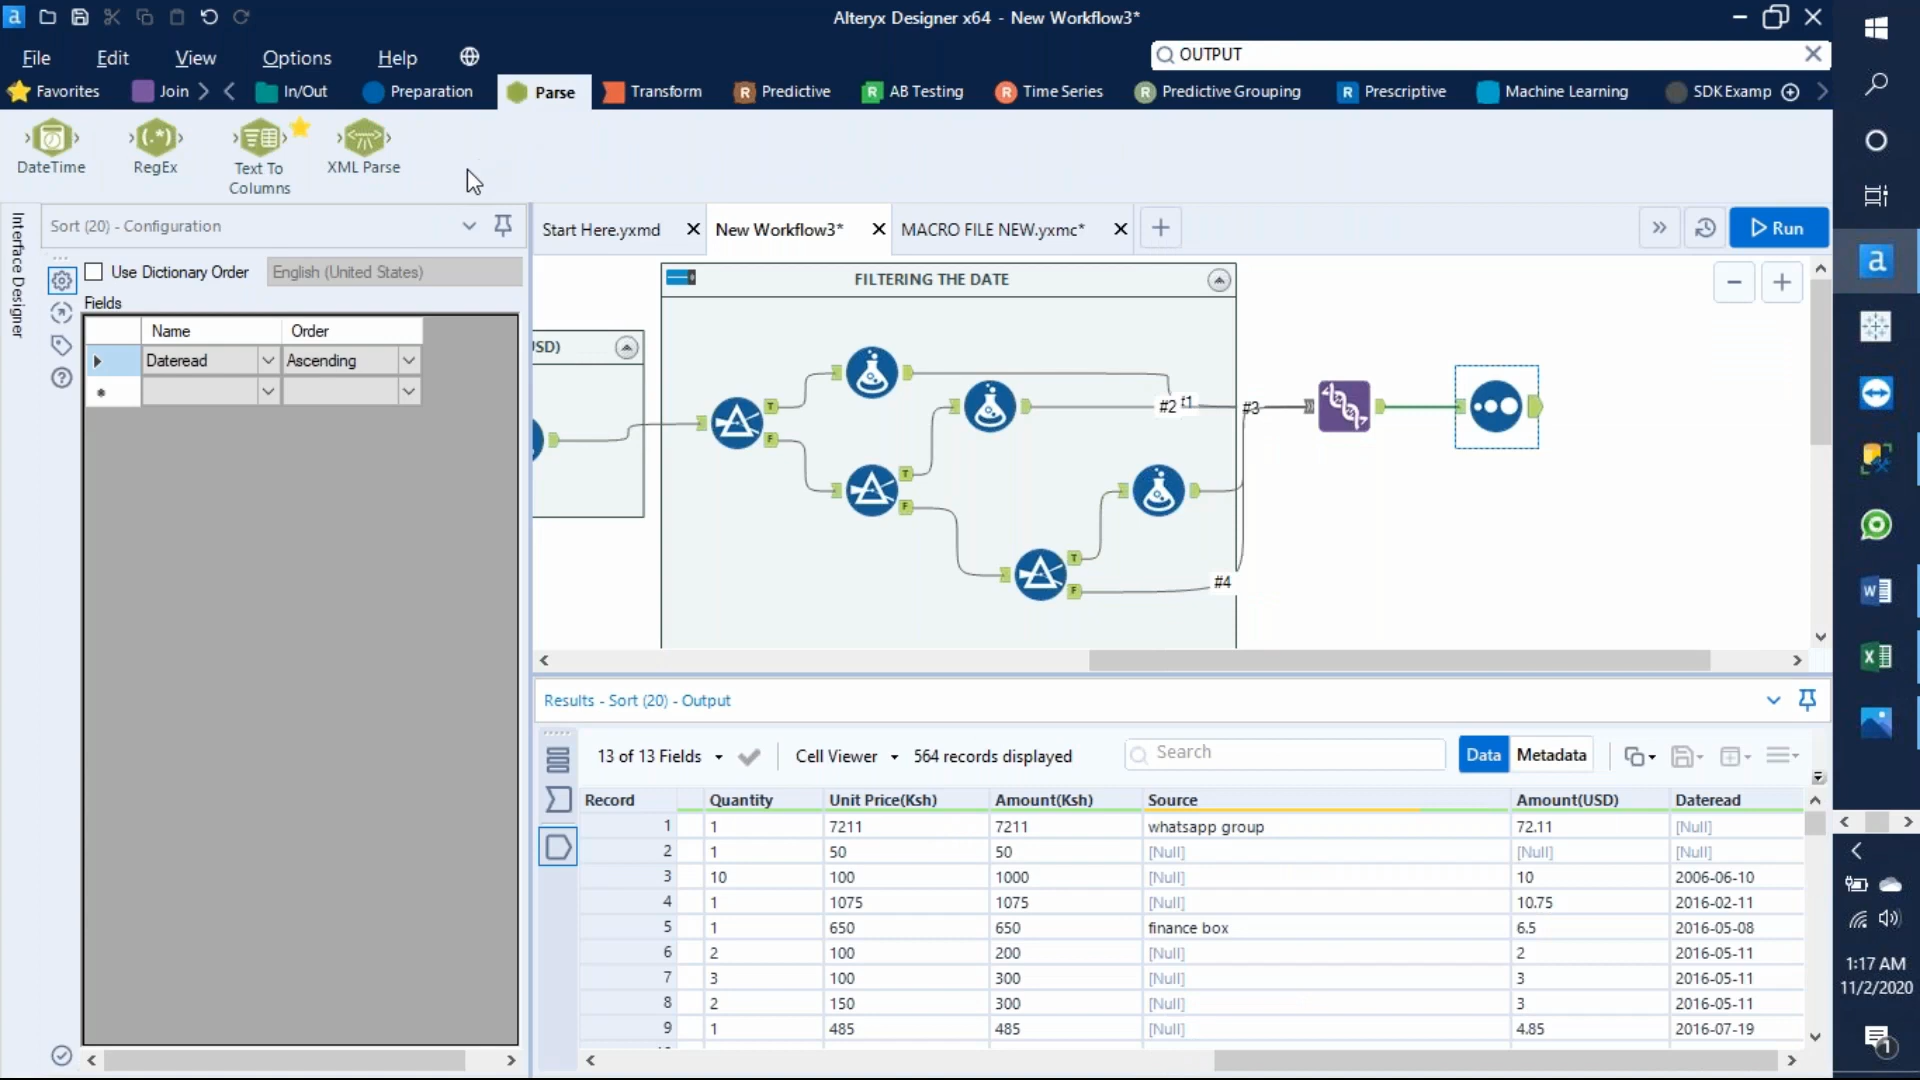 Alteryx Designer x64 - New Workflow3*
File Edit View Options Help
OUTPUT
Favorites Join In/Out Preparation Parse Transform Predictive AB Testing Time Series Predictive Grouping Prescriptive Machine Learning SDK Examp
DateTime RegEx Text To Columns XML Parse
Interface Designer
Sort (20) - Configuration
Use Dictionary Order English (United States)
Fields
Name Order
Dateread Ascending
Start Here.yxmd New Workflow3* MACRO FILE NEW.yxmc* Run
FILTERING THE DATE
SD)
T
F
T
F
T
F
#2
#3
#4
Results - Sort (20) - Output
13 of 13 Fields Cell Viewer 564 records displayed Search Data Metadata
Record Quantity Unit Price(Ksh) Amount(Ksh) Source Amount(USD) Dateread
1 1 7211 7211 whatsapp group 72.11 [Null]
2 1 50 50 [Null] [Null] [Null]
3 10 100 1000 [Null] 10 2006-06-10
4 1 1075 1075 [Null] 10.75 2016-02-11
5 1 650 650 finance box 6.5 2016-05-08
6 2 100 200 [Null] 2 2016-05-11
7 3 100 300 [Null] 3 2016-05-11
8 2 150 300 [Null] 3 2016-05-11
9 1 485 485 [Null] 4.85 2016-07-19
1:17 AM
11/2/2020
1